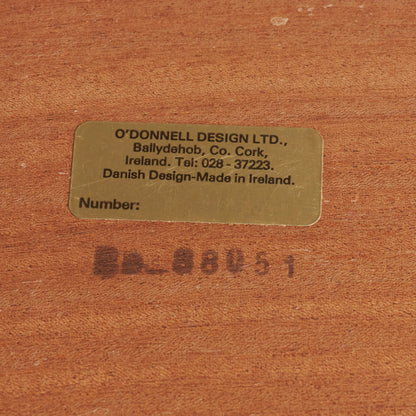 O'DONNELL DESIGN LTD.,
Ballydehob, Co. Cork,
Ireland. Tel: 028 - 37223.
Danish Design-Made in Ireland.
Number: